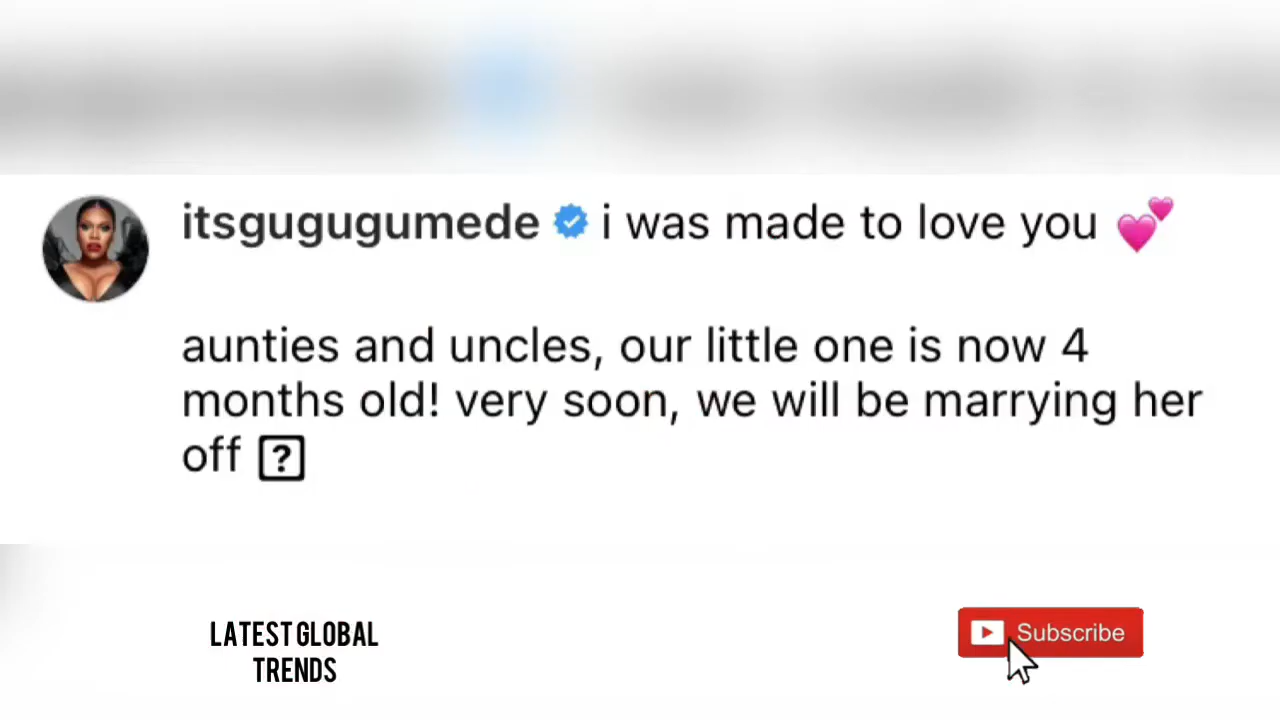 itsgugugumede i was made to love you 💕
aunties and uncles, our little one is now 4
months old! very soon, we will be marrying her
off ⍰
LATEST GLOBAL
TRENDS
Subscribe